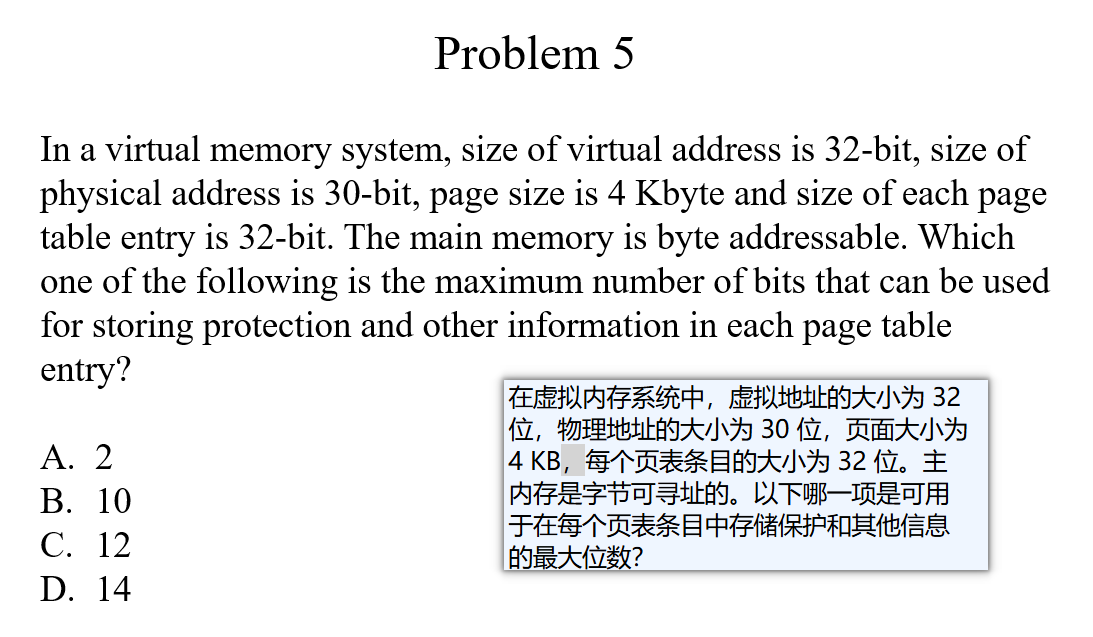 Problem 5
In a virtual memory system, size of virtual address is 32-bit, size of
physical address is 30-bit, page size is 4 Kbyte and size of each page
table entry is 32-bit. The main memory is byte addressable. Which
one of the following is the maximum number of bits that can be used
for storing protection and other information in each page table
entry?
在虚拟内存系统中，虚拟地址的大小为 32
位，物理地址的大小为 30 位，页面大小为
4 KB，每个页表条目的大小为 32 位。主
内存是字节可寻址的。以下哪一项是可用
于在每个页表条目中存储保护和其他信息
的最大位数？
A. 2
B. 10
C. 12
D. 14